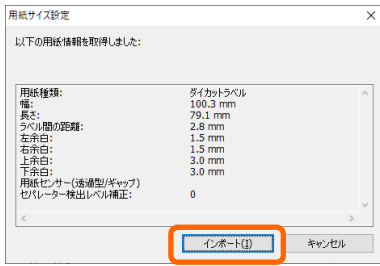 用紙サイズ設定
以下の用紙情報を取得しました:
用紙種類: ダイカットラベル
幅: 100.3 mm
長さ: 79.1 mm
ラベル間の距離: 2.8 mm
左余白: 1.5 mm
右余白: 1.5 mm
上余白: 3.0 mm
下余白: 3.0 mm
用紙センサー(透過型/ギャップ)
セパレーター検出レベル補正: 0
インポート(I) キャンセル